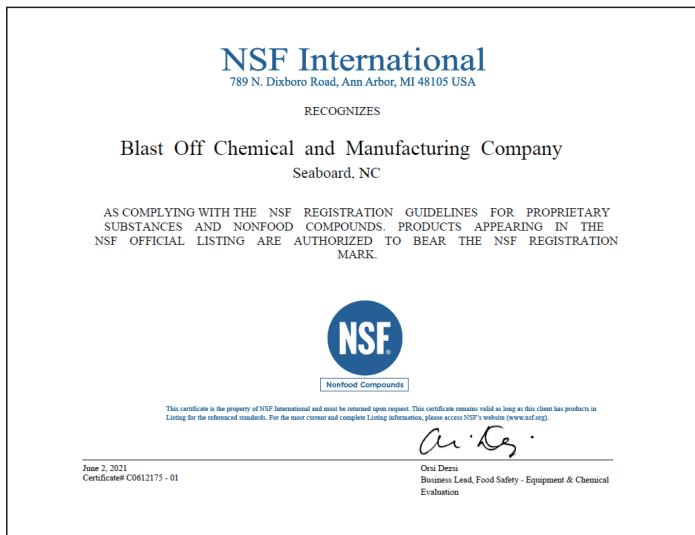 NSF International
789 N. Dixboro Road, Ann Arbor, MI 48105 USA
RECOGNIZES
Blast Off Chemical and Manufacturing Company
Seaboard, NC
AS COMPLYING WITH THE NSF REGISTRATION GUIDELINES FOR PROPRIETARY
SUBSTANCES AND NONFOOD COMPOUNDS. PRODUCTS APPEARING IN THE
NSF OFFICIAL LISTING ARE AUTHORIZED TO BEAR THE NSF REGISTRATION
MARK.
NSF®
Nonfood Compounds
This certificate is the property of NSF International and must be returned upon request. This certificate remains valid as long as this client has products in
Listing for the referenced standards. For the most current and complete Listing information, please access NSF's website (www.nsf.org).
June 2, 2021
Certificate# C0612175 - 01
Orsi Dezsi
Business Lead, Food Safety - Equipment & Chemical
Evaluation